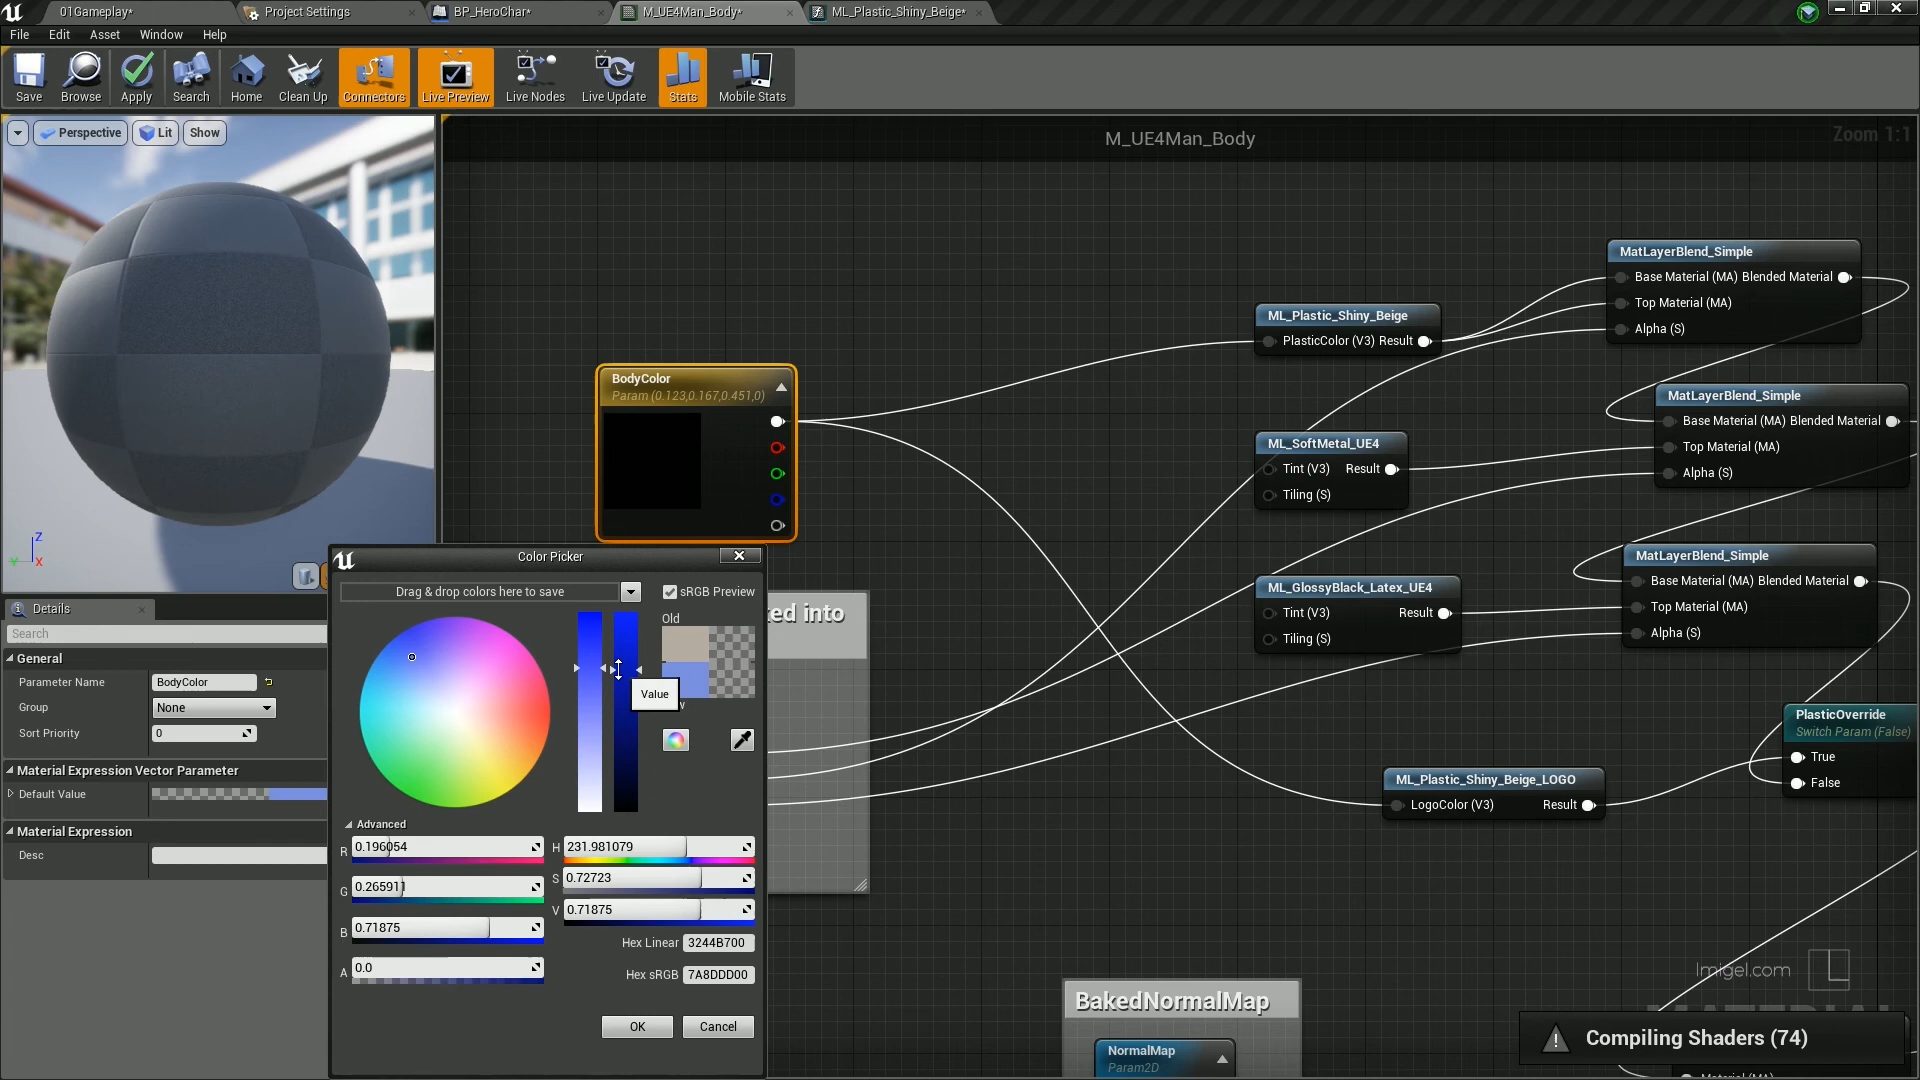 01Gameplay*
Project Settings
BP_HeroChar*
M_UE4Man_Body*
ML_Plastic_Shiny_Beige*
File Edit Asset Window Help
Save Browse Apply Search Home Clean Up Connectors Live Preview Live Nodes Live Update Stats Mobile Stats
Perspective Lit Show
M_UE4Man_Body
Zoom 1:1
MatLayerBlend_Simple
Base Material (MA) Blended Material
Top Material (MA)
Alpha (S)
ML_Plastic_Shiny_Beige
PlasticColor (V3) Result
BodyColor
Param (0.123,0.167,0.451,0)
MatLayerBlend_Simple
Base Material (MA) Blended Material
Top Material (MA)
Alpha (S)
ML_SoftMetal_UE4
Tint (V3) Result
Tiling (S)
MatLayerBlend_Simple
Base Material (MA) Blended Material
Top Material (MA)
Alpha (S)
ML_GlossyBlack_Latex_UE4
Tint (V3) Result
Tiling (S)
PlasticOverride
Switch Param (False)
True
False
ML_Plastic_Shiny_Beige_LOGO
LogoColor (V3) Result
into
BakedNormalMap
NormalMap
Param2D
Z
Y
X
Details
Search
General
Parameter Name BodyColor
Group None
Sort Priority 0
Material Expression Vector Parameter
Default Value
Material Expression
Desc
Color Picker
Drag & drop colors here to save
sRGB Preview
Old
Value
Advanced
R 0.196054
G 0.265911
B 0.71875
A 0.0
H 231.981079
S 0.72723
V 0.71875
Hex Linear 3244B700
Hex sRGB 7A8DDD00
OK Cancel
Imigel.com
Compiling Shaders (74)